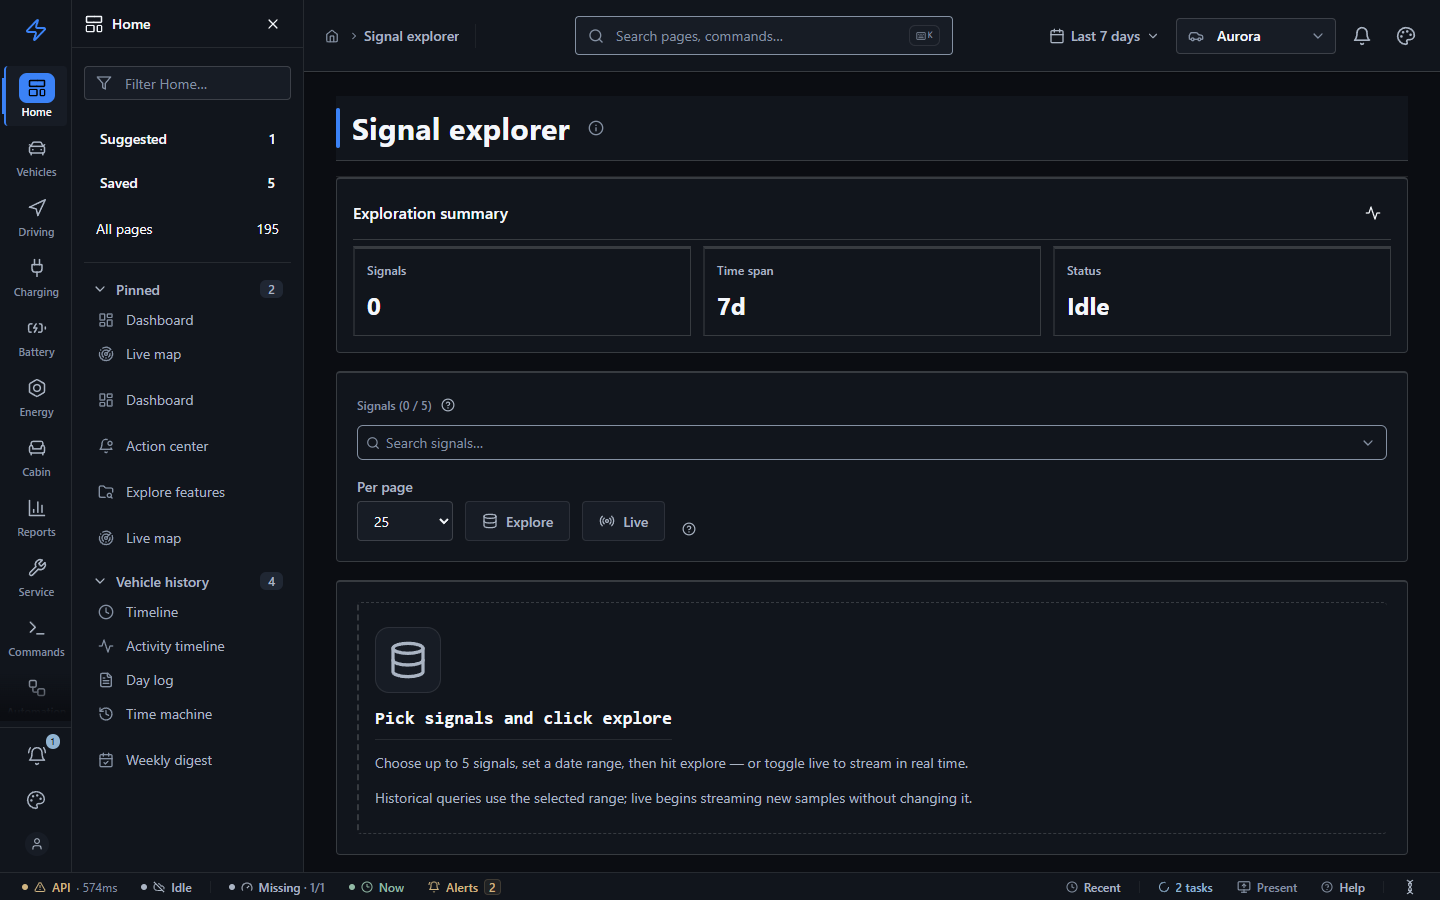 Home
Signal explorer
Search pages, commands...
K
Last 7 days
Aurora
Home
Vehicles
Driving
Charging
Battery
Energy
Cabin
Reports
Service
Commands
1
Filter Home...
Suggested 1
Saved 5
All pages 195
Pinned 2
Dashboard
Live map
Dashboard
Action center
Explore features
Live map
Vehicle history 4
Timeline
Activity timeline
Day log
Time machine
Weekly digest
Signal explorer
Exploration summary
Signals
0
Time span
7d
Status
Idle
Signals (0 / 5)
Search signals...
Per page
25
Explore
Live
Pick signals and click explore
Choose up to 5 signals, set a date range, then hit explore — or toggle live to stream in real time.
Historical queries use the selected range; live begins streaming new samples without changing it.
API · 574ms
Idle
Missing · 1/1
Now
Alerts 2
Recent
2 tasks
Present
Help